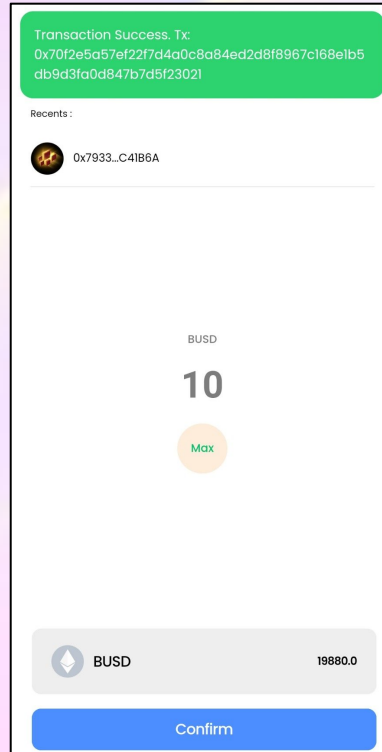 Transaction Success. Tx:
0x70f2e5a57ef22f7d4a0c8a84ed2d8f8967c168e1b5
db9d3fa0d847b7d5f23021
Recents :
0x7933...C41B6A
BUSD
10
Max
BUSD
19880.0
Confirm